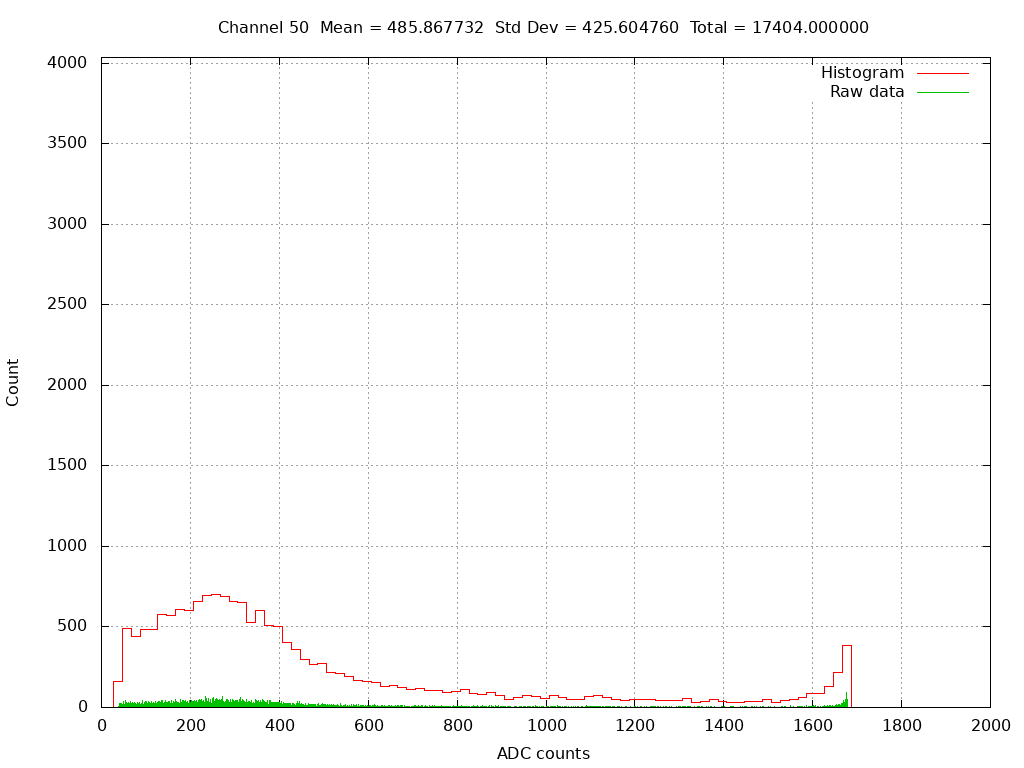 Channel 50  Mean = 485.867732  Std Dev = 425.604760  Total = 17404.000000
Histogram
Raw data
4000
3500
3000
2500
2000
1500
1000
500
0
Count
0 200 400 600 800 1000 1200 1400 1600 1800 2000
ADC counts